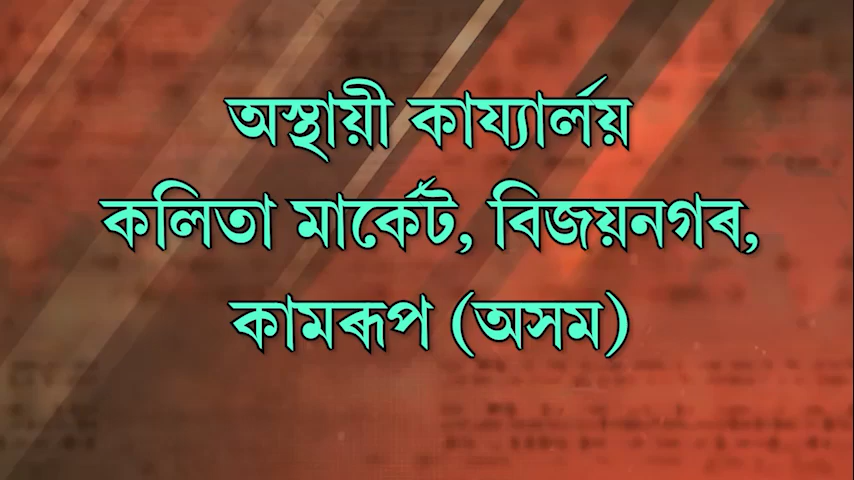 অস্থায়ী কায্যার্লয়
কলিতা মাৰ্কেট, বিজয়নগৰ,
কামৰূপ (অসম)